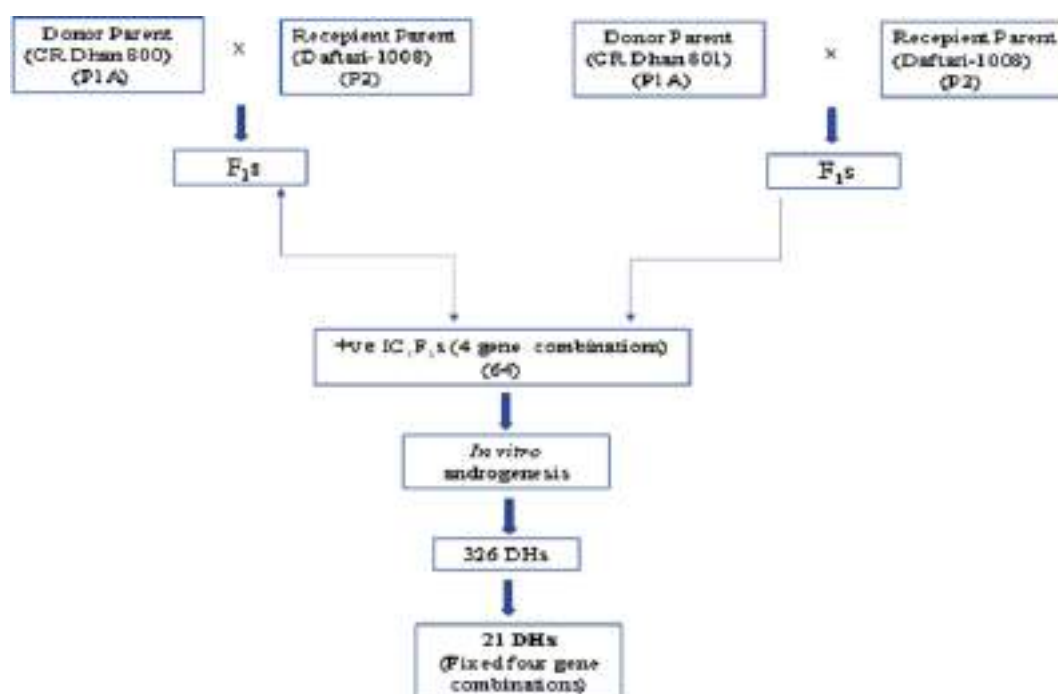 Donor Parent
(CR Dhan 800)
(P1A)
×
Recepient Parent
(Daftari-1008)
(P2)
Donor Parent
(CR Dhan 801)
(P1A)
×
Recepient Parent
(Daftari-1008)
(P2)
F₁s
F₁s
+ve IC₁F₁s (4 gene combinations)
(64)
In vitro
androgenesis
326 DHs
21 DHs
(Fixed four gene
combinations)